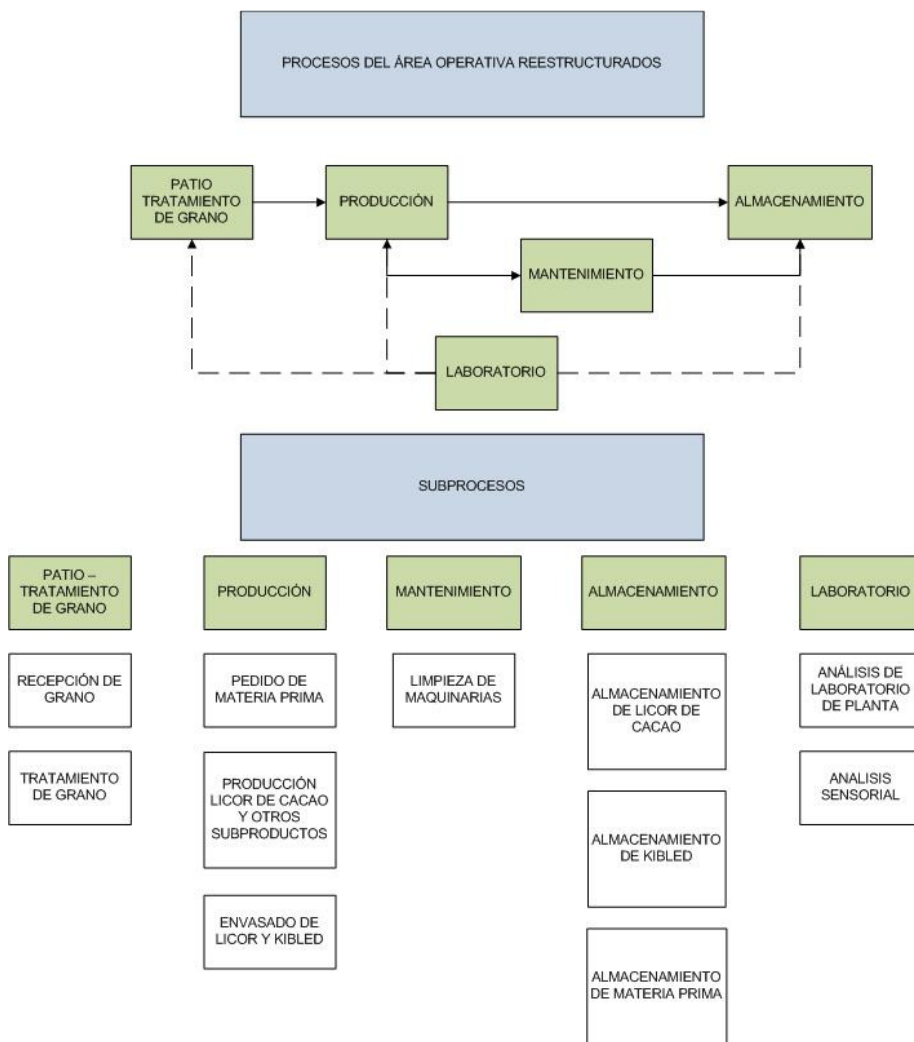 PROCESOS DEL ÁREA OPERATIVA REESTRUCTURADOS
PATIO
TRATAMIENTO
DE GRANO
PRODUCCIÓN
ALMACENAMIENTO
MANTENIMIENTO
LABORATORIO
SUBPROCESOS
PATIO –
TRATAMIENTO
DE GRANO
PRODUCCIÓN
MANTENIMIENTO
ALMACENAMIENTO
LABORATORIO
RECEPCIÓN DE
GRANO
PEDIDO DE
MATERIA PRIMA
LIMPIEZA DE
MAQUINARIAS
ALMACENAMIENTO
DE LICOR DE
CACAO
ANÁLISIS DE
LABORATORIO
DE PLANTA
TRATAMIENTO
DE GRANO
PRODUCCIÓN
LICOR DE CACAO
Y OTROS
SUBPRODUCTOS
ALMACENAMIENTO
DE KIBLED
ANALISIS
SENSORIAL
ENVASADO DE
LICOR Y KIBLED
ALMACENAMIENTO
DE MATERIA PRIMA